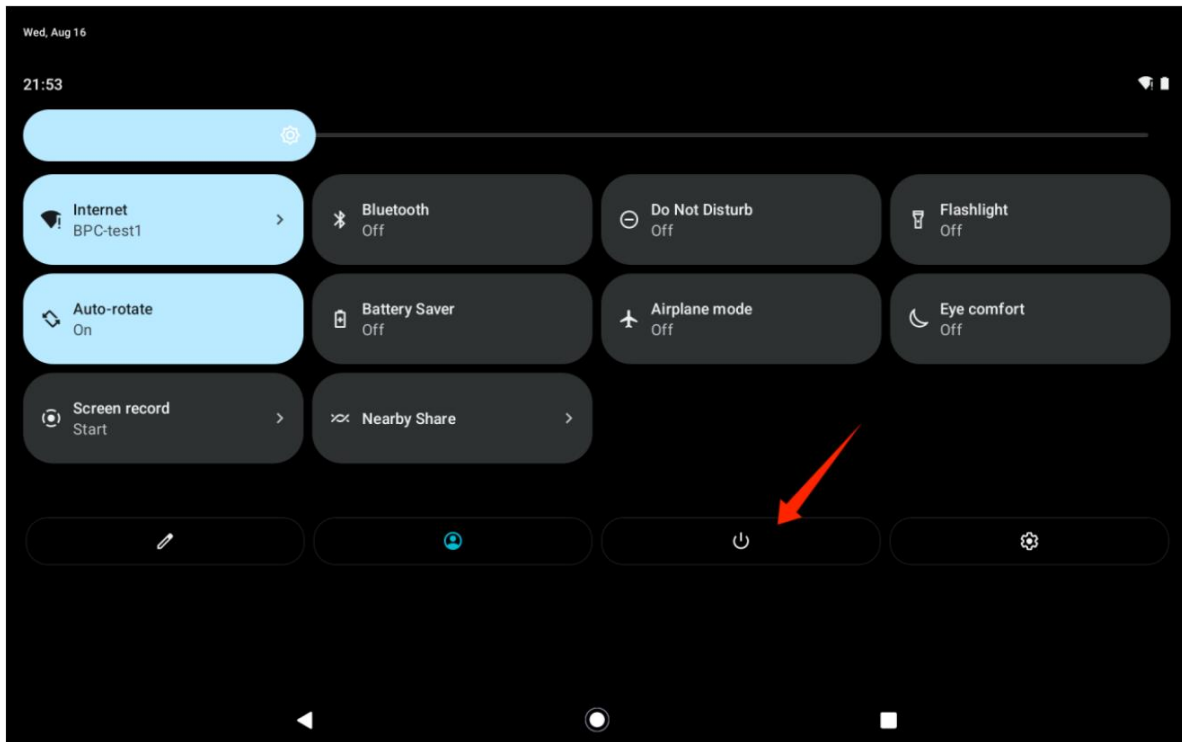 Wed, Aug 16
21:53
Internet
BPC-test1
Bluetooth
Off
Do Not Disturb
Off
Flashlight
Off
Auto-rotate
On
Battery Saver
Off
Airplane mode
Off
Eye comfort
Off
Screen record
Start
Nearby Share